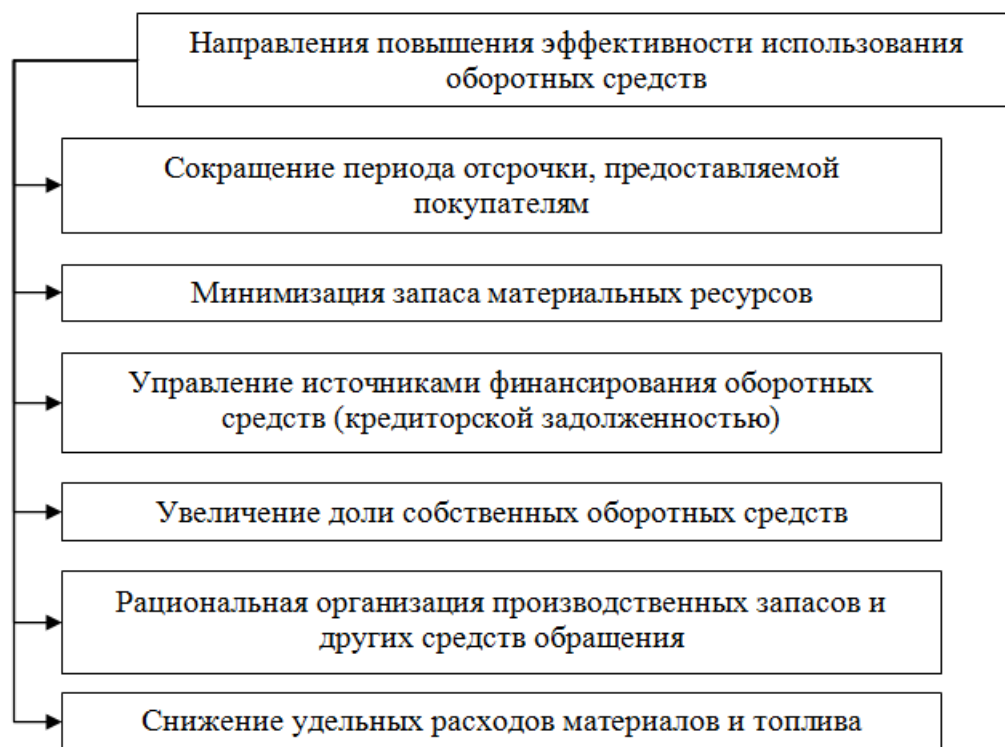 Направления повышения эффективности использования
оборотных средств
Сокращение периода отсрочки, предоставляемой
покупателям
Минимизация запаса материальных ресурсов
Управление источниками финансирования оборотных
средств (кредиторской задолженностью)
Увеличение доли собственных оборотных средств
Рациональная организация производственных запасов и
других средств обращения
Снижение удельных расходов материалов и топлива